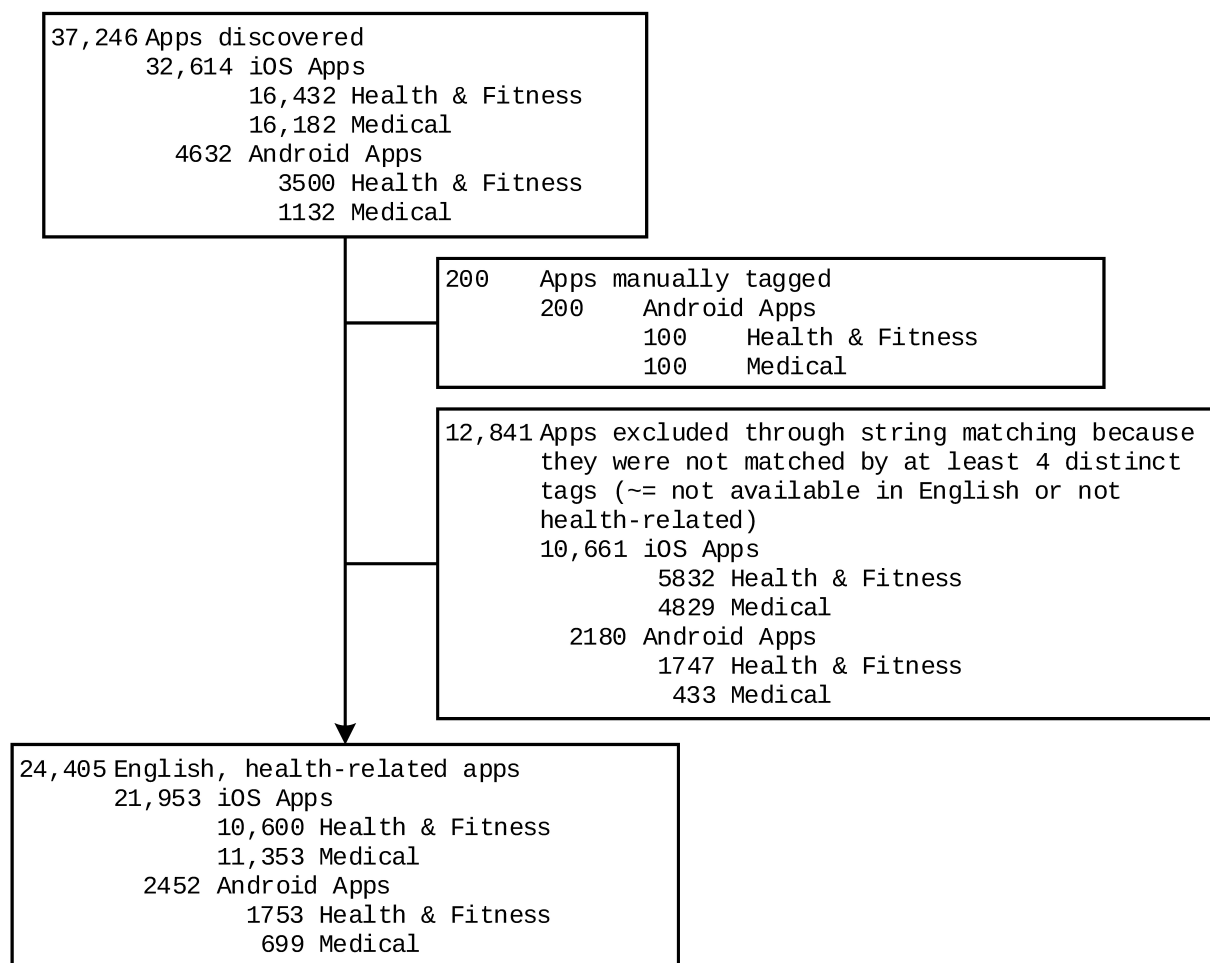 37,246 Apps discovered
32,614 iOS Apps
16,432 Health & Fitness
16,182 Medical
4632 Android Apps
3500 Health & Fitness
1132 Medical
200 Apps manually tagged
200 Android Apps
100 Health & Fitness
100 Medical
12,841 Apps excluded through string matching because
they were not matched by at least 4 distinct
tags (~= not available in English or not
health-related)
10,661 iOS Apps
5832 Health & Fitness
4829 Medical
2180 Android Apps
1747 Health & Fitness
433 Medical
24,405 English, health-related apps
21,953 iOS Apps
10,600 Health & Fitness
11,353 Medical
2452 Android Apps
1753 Health & Fitness
699 Medical